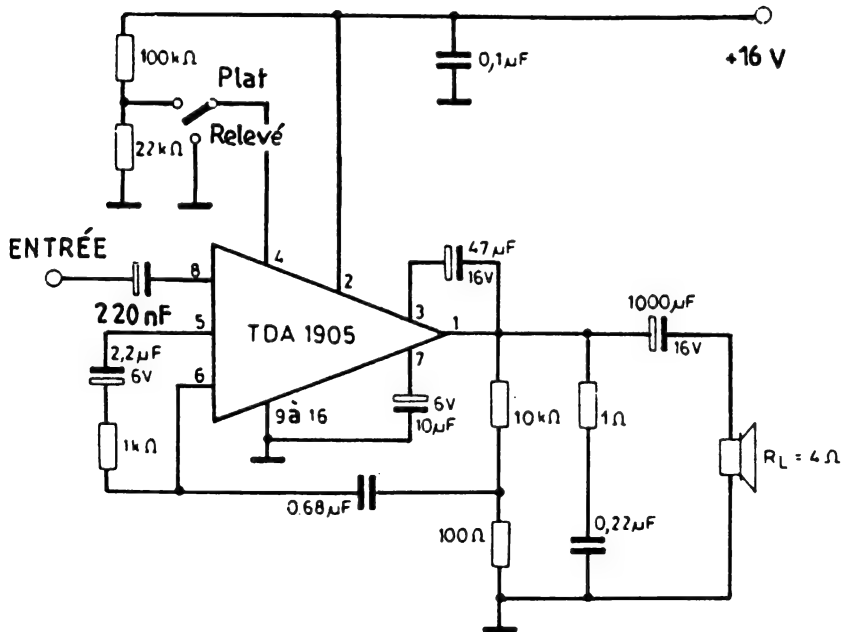 100kΩ
Plat
0,1µF
+16 V
Relevé
22kΩ
ENTRÉE
4
47µF
8
2
16V
1000µF
220nF
3
5
TDA 1905
1
2,2µF
7
16V
6V
6
6V
9 à 16
10µF
10kΩ
1Ω
1kΩ
RL = 4Ω
0.68µF
100Ω
0,22µF